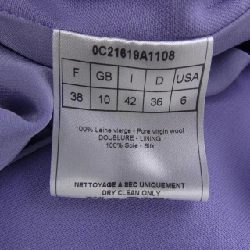 0C21619A1108
F GB I D USA
38 10 42 36 6
100% Laine vierge - Pure virgin wool
DOUBLURE - LINING
100% Soie - Silk
NETTOYAGE A SEC UNIQUEMENT
DRY CLEAN ONLY